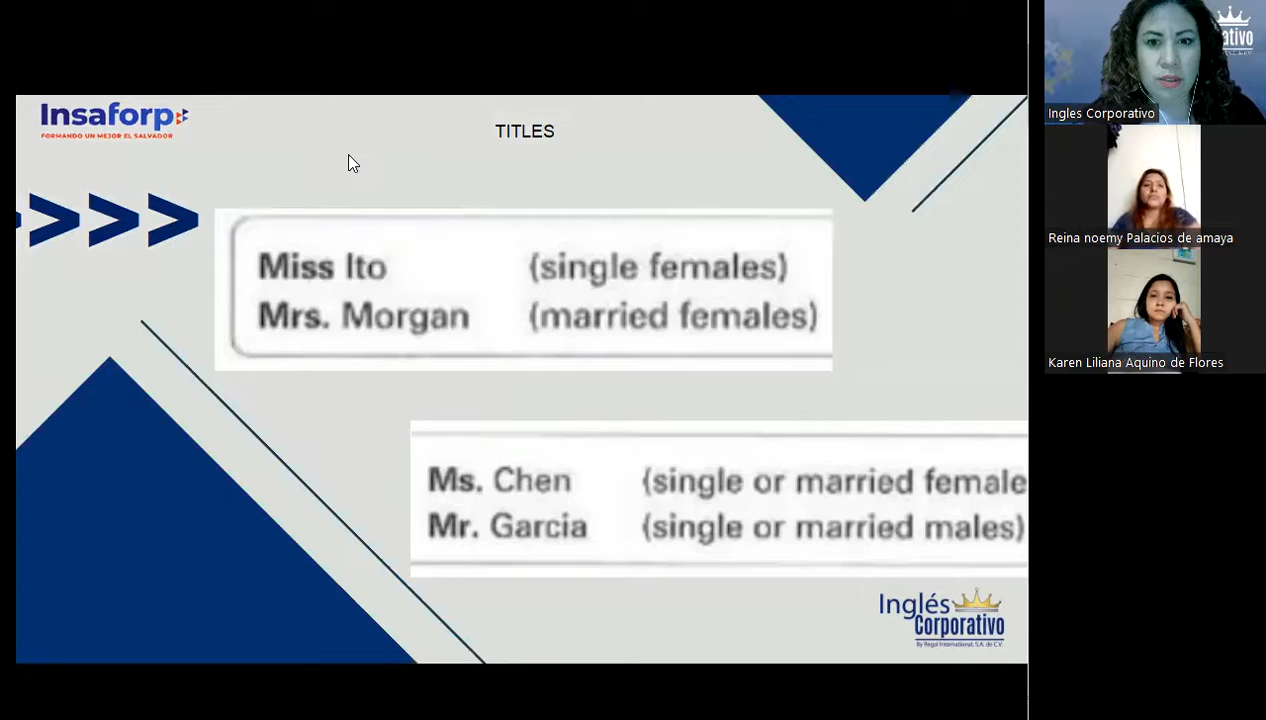 Insaforp
FORMANDO UN MEJOR EL SALVADOR
TITLES
Miss Ito (single females)
Mrs. Morgan (married females)
Ms. Chen (single or married female
Mr. Garcia (single or married males)
Inglés
Corporativo
By Regal International, S.A. de C.V.
ativo
Ingles Corporativo
Reina noemy Palacios de amaya
Karen Liliana Aquino de Flores